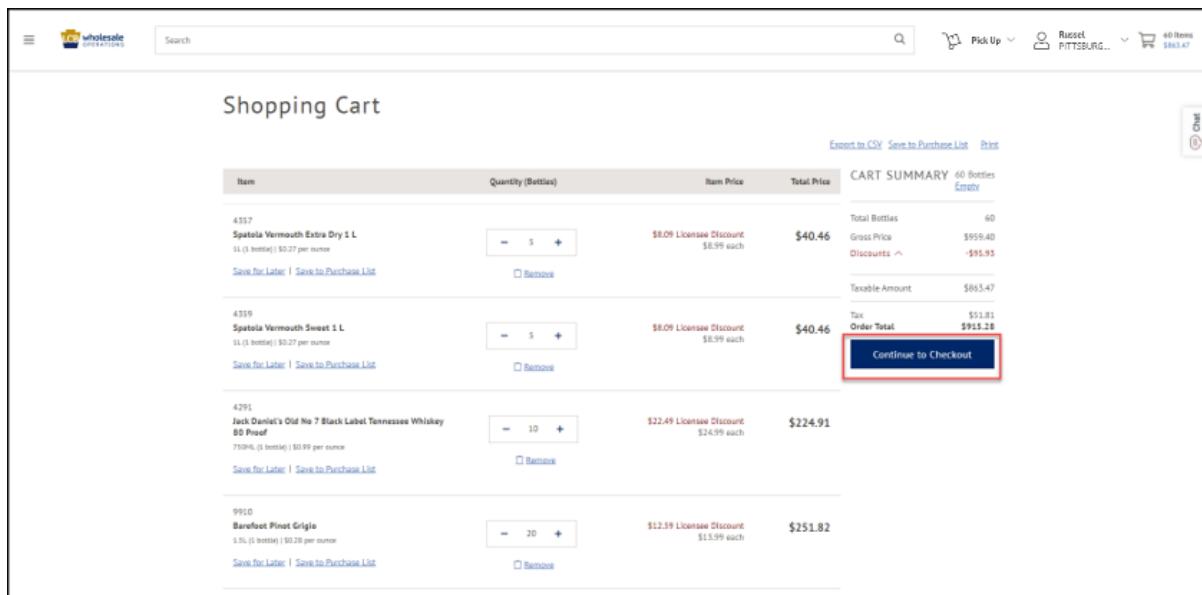 wholesale
OPERATIONS
Search
Pick Up
Russel
PITTSBURG...
60 Items
$863.47
Shopping Cart
Chat
Export to CSV Save to Purchase List Print
Item Quantity (Bottles) Item Price Total Price
CART SUMMARY 60 Bottles
Empty
4357
Spatola Vermouth Extra Dry 1 L
1L (1 bottle) | $0.27 per ounce
Save for Later | Save to Purchase List
- 5 +
Remove
$8.09 Licensee Discount
$8.99 each
$40.46
Total Bottles 60
Gross Price $959.40
Discounts -$95.93
Taxable Amount $863.47
Tax $51.81
Order Total $915.28
Continue to Checkout
4359
Spatola Vermouth Sweet 1 L
1L (1 bottle) | $0.27 per ounce
Save for Later | Save to Purchase List
- 5 +
Remove
$8.09 Licensee Discount
$8.99 each
$40.46
4291
Jack Daniel's Old No 7 Black Label Tennessee Whiskey
80 Proof
750ML (1 bottle) | $0.99 per ounce
Save for Later | Save to Purchase List
- 10 +
Remove
$22.49 Licensee Discount
$24.99 each
$224.91
9910
Barefoot Pinot Grigio
1.5L (1 bottle) | $0.28 per ounce
Save for Later | Save to Purchase List
- 20 +
Remove
$12.59 Licensee Discount
$13.99 each
$251.82